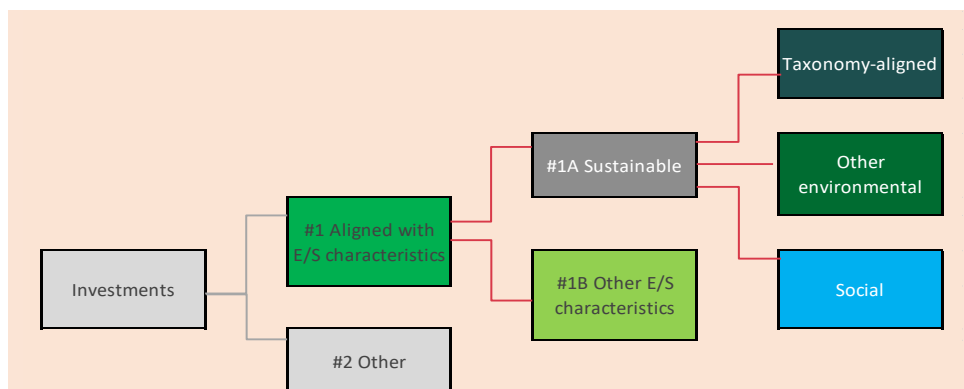 Investments
#1 Aligned with
E/S characteristics
#2 Other
#1A Sustainable
#1B Other E/S
characteristics
Taxonomy-aligned
Other
environmental
Social